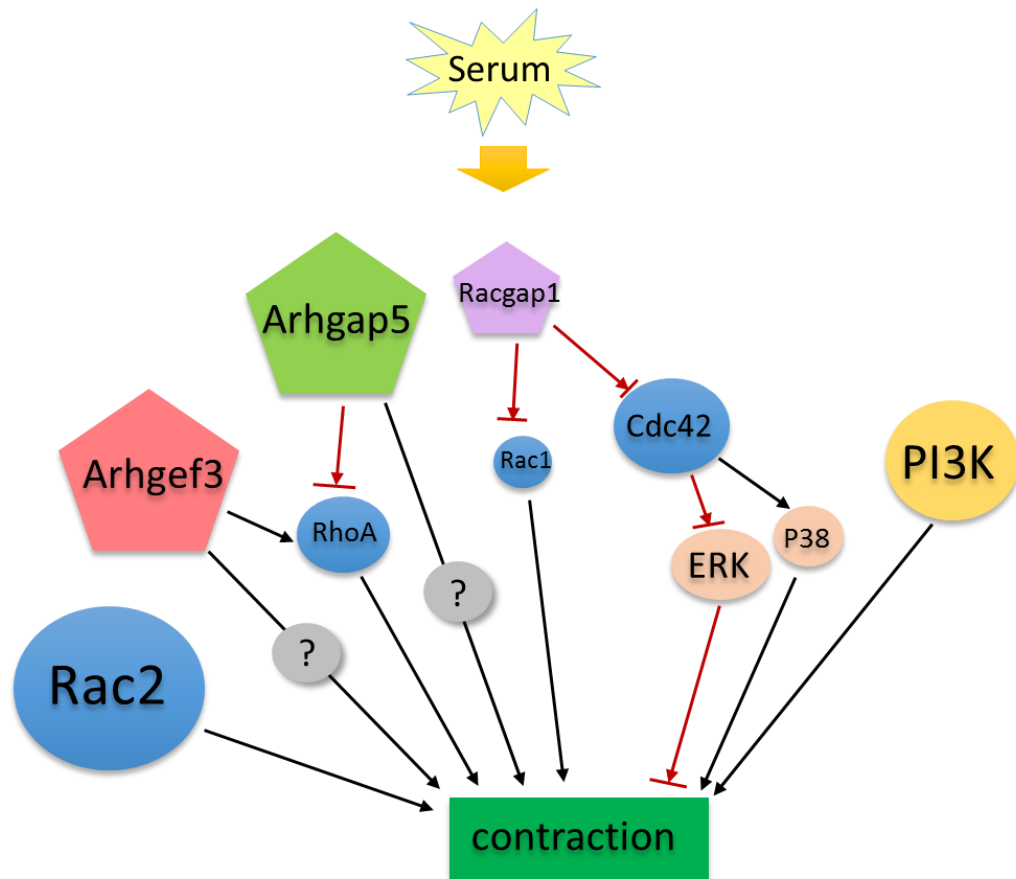 Serum
Racgap1
Arhgap5
Cdc42
Arhgef3
Rac1
PI3K
RhoA
P38
ERK
?
?
Rac2
contraction